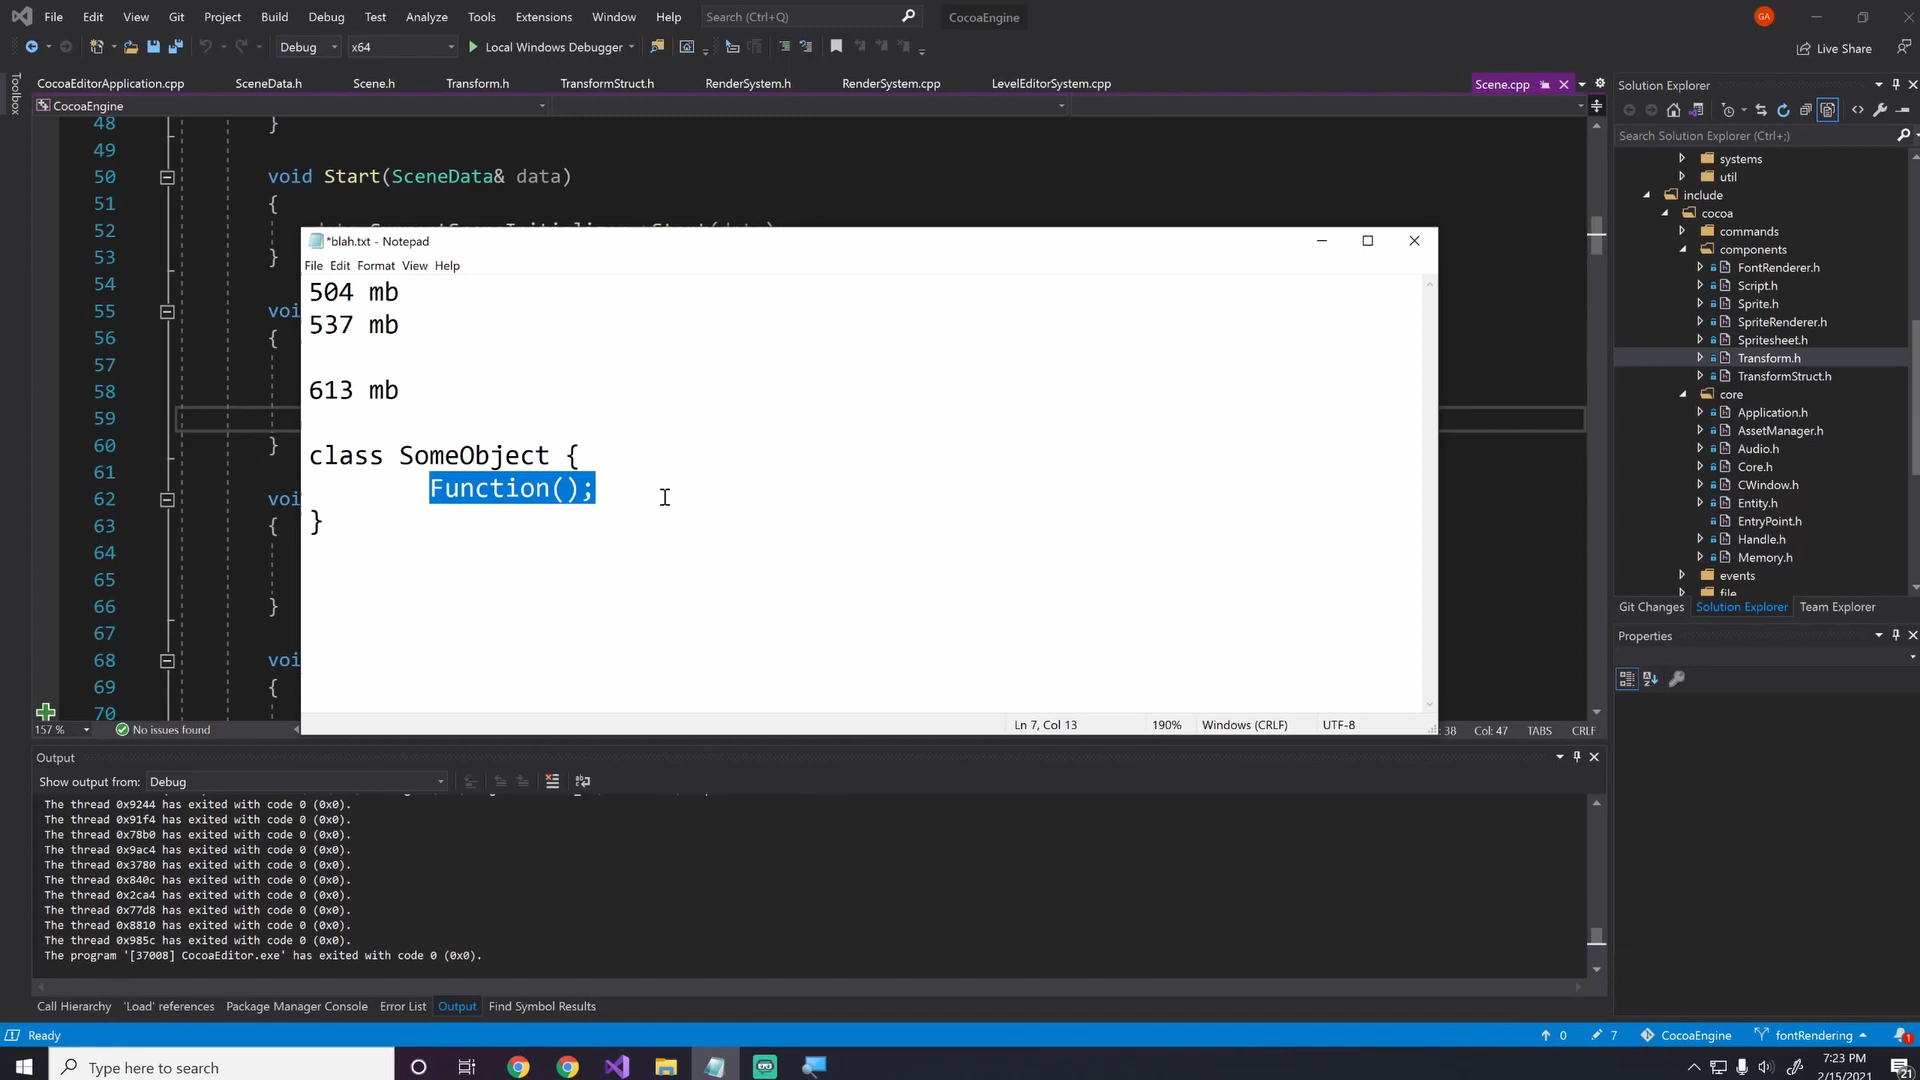 File Edit View Git Project Build Debug Test Analyze Tools Extensions Window Help Search (Ctrl+Q) CocoaEngine GA
Debug x64 Local Windows Debugger Live Share
Toolbox
CocoaEditorApplication.cpp SceneData.h Scene.h Transform.h TransformStruct.h RenderSystem.h RenderSystem.cpp LevelEditorSystem.cpp Scene.cpp
CocoaEngine
48 }
49
50 void Start(SceneData& data)
51 {
52
53 }
54
55 voi
56 {
57
58
59
60 }
61
62 voi
63 {
64
65
66 }
67
68 voi
69 {
70
157 % No issues found 38 Col: 47 TABS CRLF
*blah.txt - Notepad
File Edit Format View Help
504 mb
537 mb
613 mb
class SomeObject {
Function();
}
Ln 7, Col 13 190% Windows (CRLF) UTF-8
Output
Show output from: Debug
The thread 0x9244 has exited with code 0 (0x0).
The thread 0x91f4 has exited with code 0 (0x0).
The thread 0x78b0 has exited with code 0 (0x0).
The thread 0x9ac4 has exited with code 0 (0x0).
The thread 0x3780 has exited with code 0 (0x0).
The thread 0x840c has exited with code 0 (0x0).
The thread 0x2ca4 has exited with code 0 (0x0).
The thread 0x77d8 has exited with code 0 (0x0).
The thread 0x8810 has exited with code 0 (0x0).
The thread 0x985c has exited with code 0 (0x0).
The program '[37008] CocoaEditor.exe' has exited with code 0 (0x0).
Call Hierarchy 'Load' references Package Manager Console Error List Output Find Symbol Results
Solution Explorer
Search Solution Explorer (Ctrl+;)
systems
util
include
cocoa
commands
components
FontRenderer.h
Script.h
Sprite.h
SpriteRenderer.h
Spritesheet.h
Transform.h
TransformStruct.h
core
Application.h
AssetManager.h
Audio.h
Core.h
CWindow.h
Entity.h
EntryPoint.h
Handle.h
Memory.h
events
file
Git Changes Solution Explorer Team Explorer
Properties
Ready 0 7 CocoaEngine fontRendering 1
Type here to search 7:23 PM
2/15/2021 21